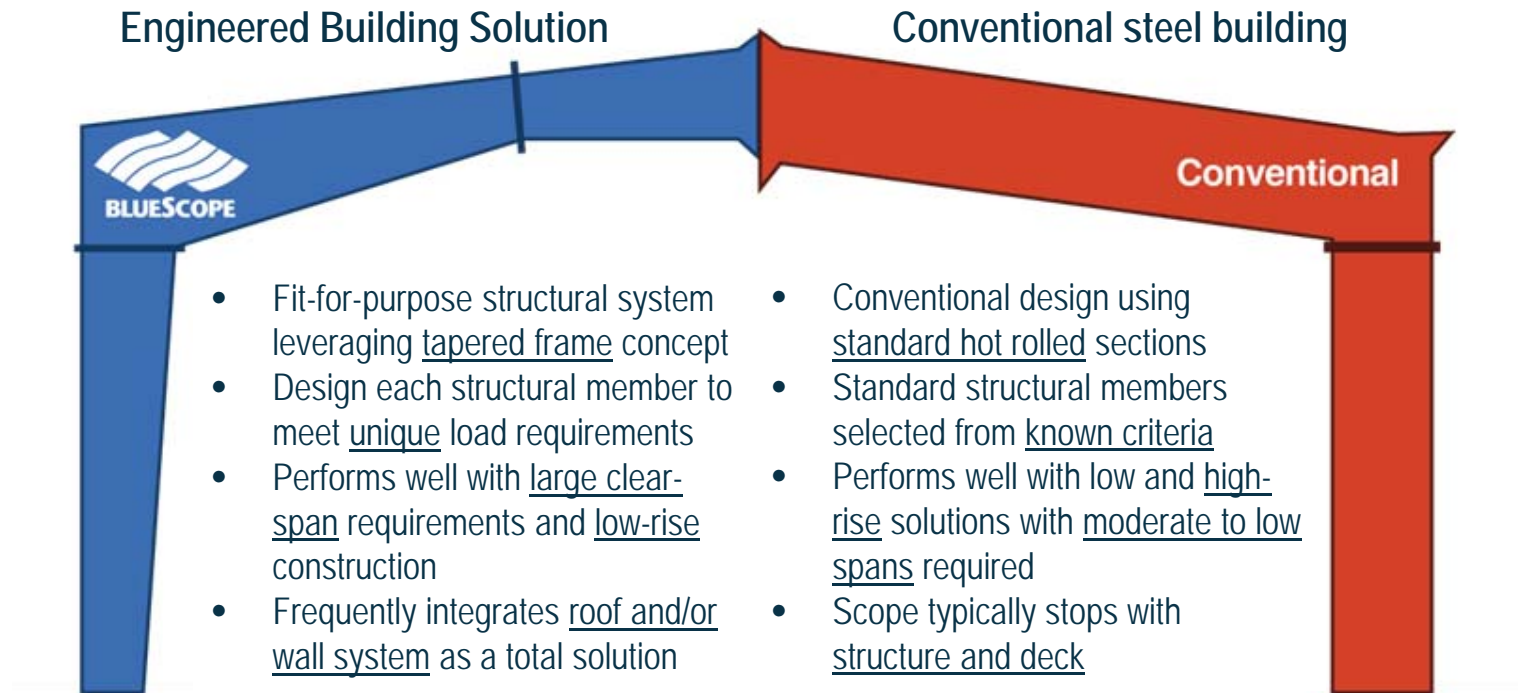 Engineered Building Solution
Conventional steel building
BLUESCOPE
Conventional
• Fit-for-purpose structural system
leveraging tapered frame concept
• Design each structural member to
meet unique load requirements
• Performs well with large clear-
span requirements and low-rise
construction
• Frequently integrates roof and/or
wall system as a total solution
• Conventional design using
standard hot rolled sections
• Standard structural members
selected from known criteria
• Performs well with low and high-
rise solutions with moderate to low
spans required
• Scope typically stops with
structure and deck